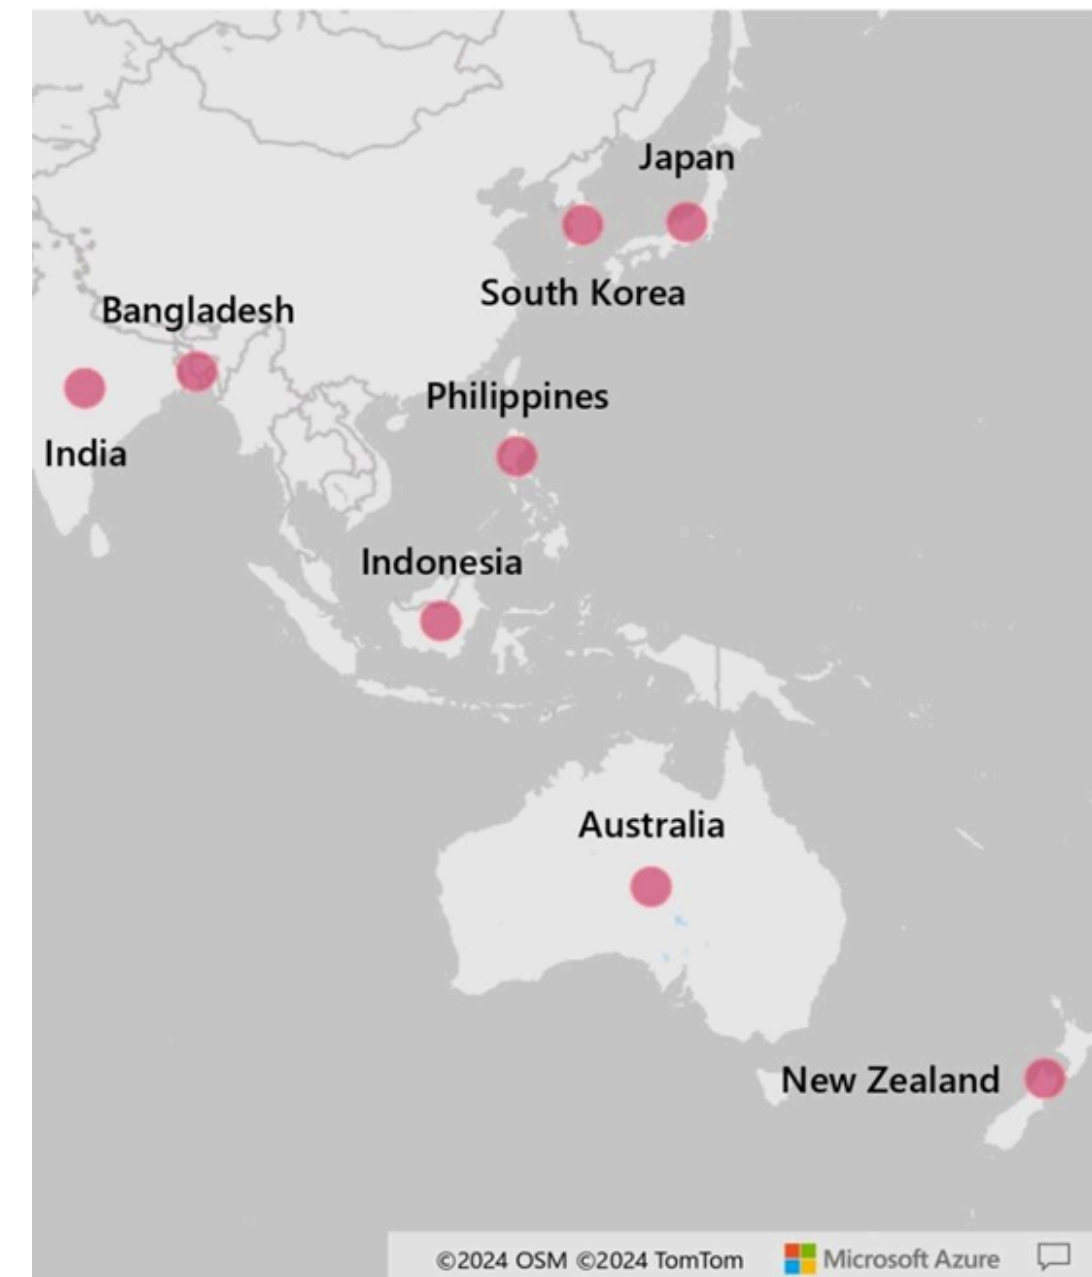 Japan
South Korea
Bangladesh
India
Philippines
Indonesia
Australia
New Zealand
©2024 OSM ©2024 TomTom Microsoft Azure